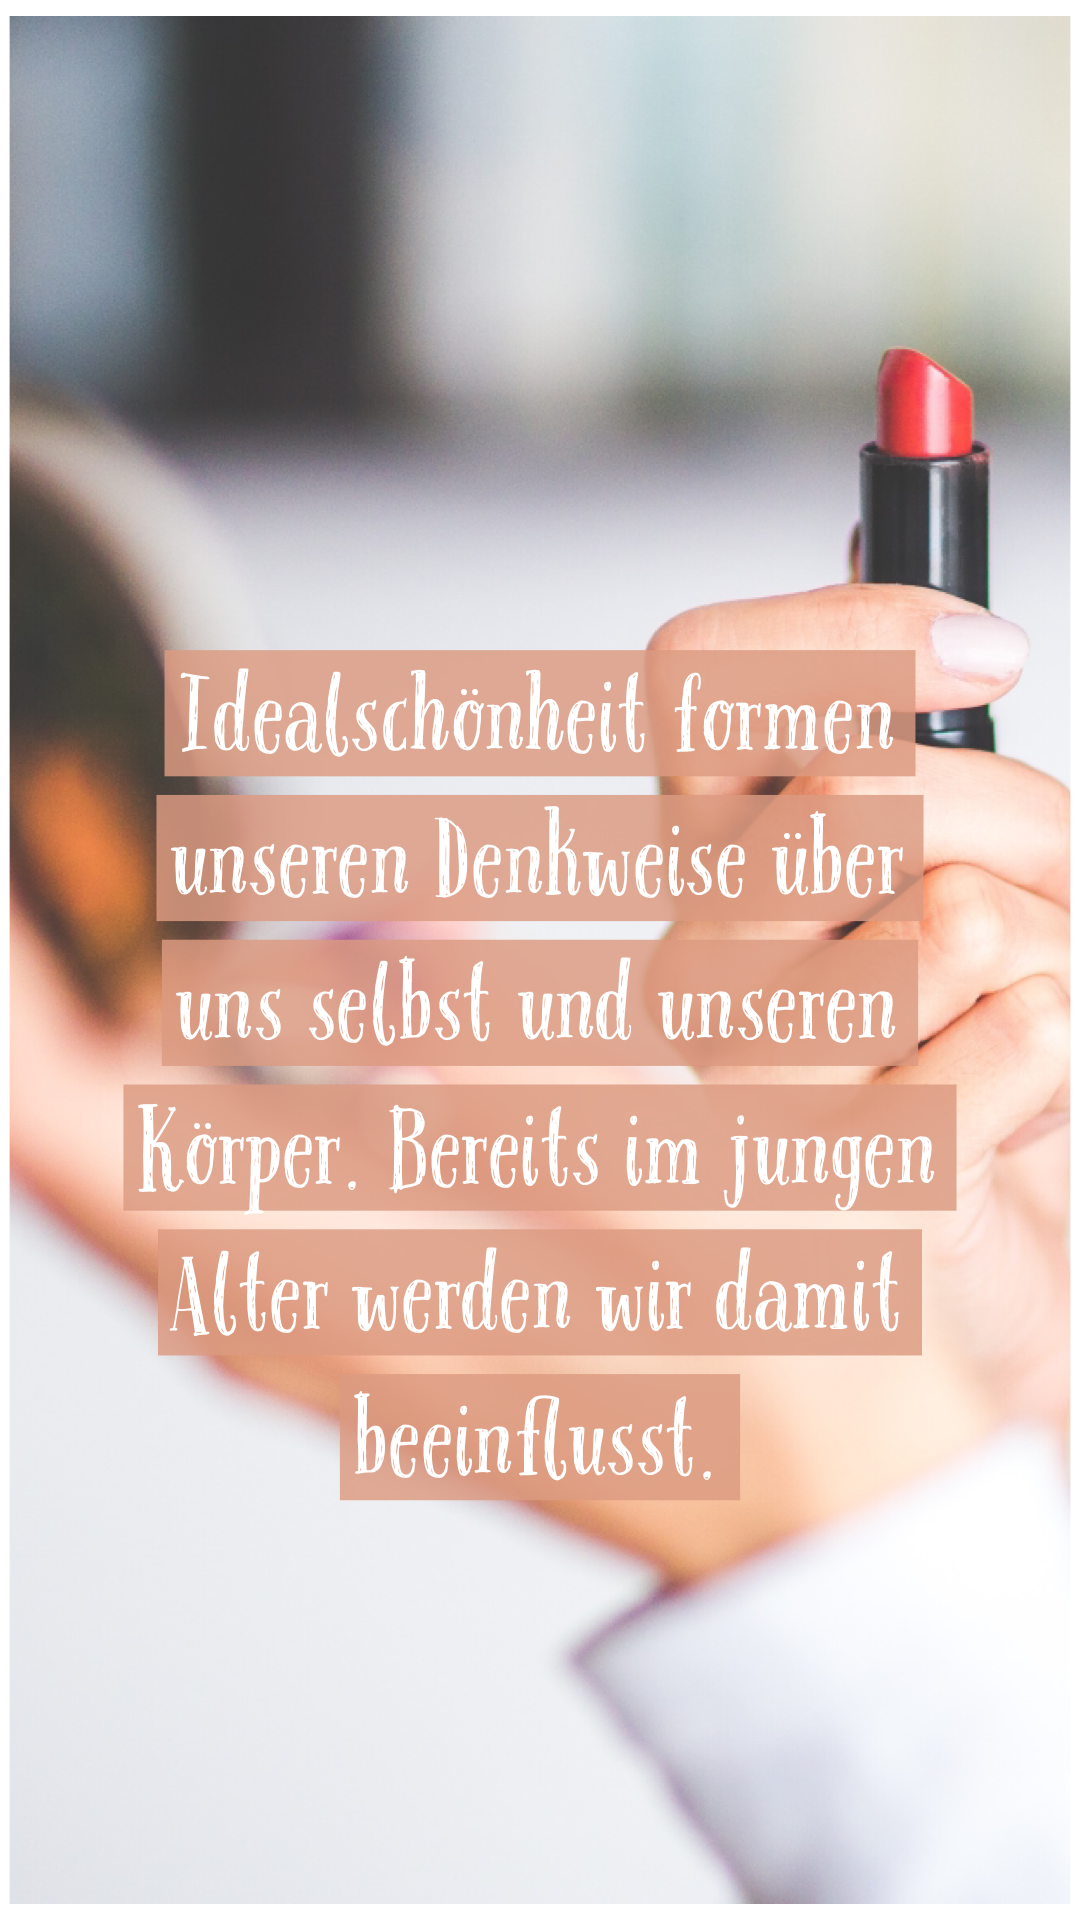 Idealschönheit formen
unseren Denkweise über
uns selbst und unseren
Körper. Bereits im jungen
Alter werden wir damit
beeinflusst.